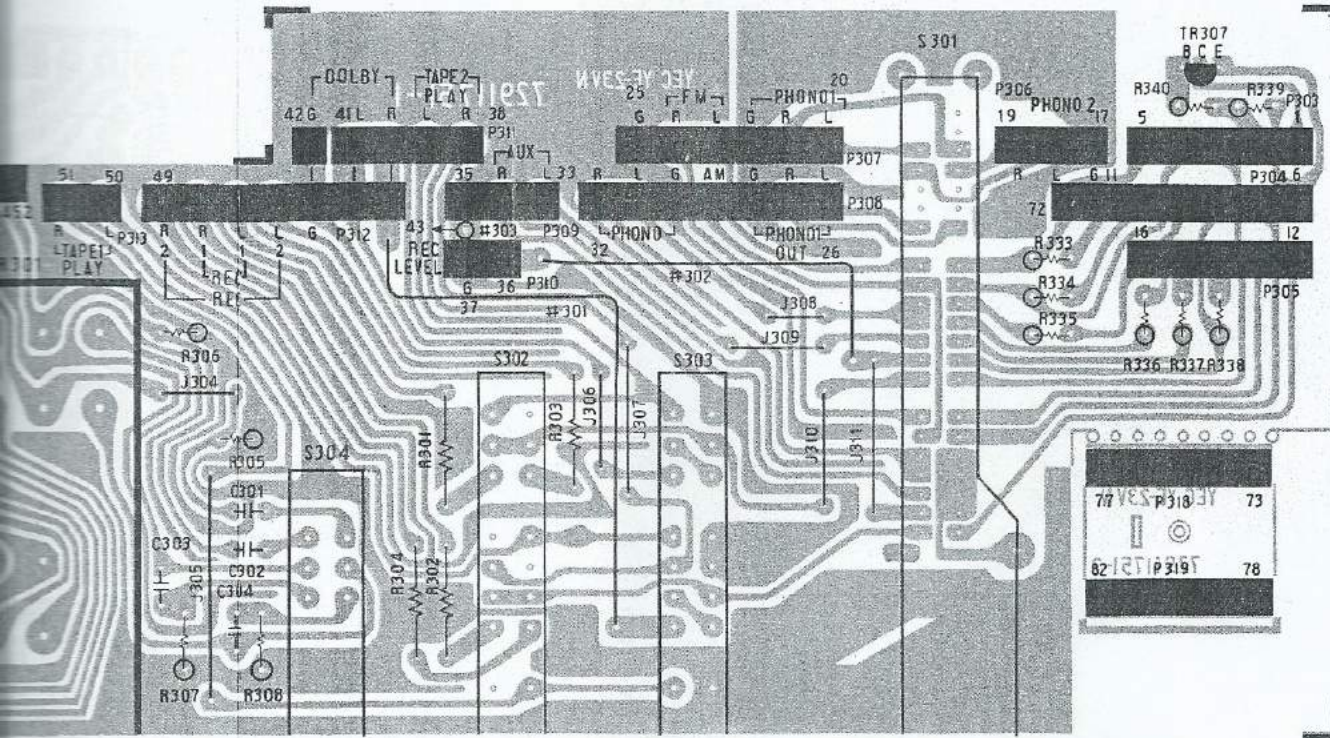 S301
TR307
B C E
DOLBY
TAPE2
PLAY
YEC YE-23VN
20
25
FM
PHONO1
P306
PHONO 2
R340
R339
P303
42 G
41 L
R
L
R
38
G
R
L
G
R
L
19
17
5
1
P311
AUX
P307
51
50
49
35
R
L
33
R
L
G
AM
G
R
L
P308
R
L
G
11
P304
6
72
R
L
P313
R
R
L
L
G
P312
43
#303
P309
PHONO
PHONO1
16
12
TAPE1
PLAY
2
1
1
2
REC
LEVEL
32
OUT
26
R333
REC
REC
G
36
P310
#302
P305
37
#301
R334
J308
R335
J309
R306
S302
S303
R336
R337
R338
J304
R301
R303
J306
J307
J310
J311
R305
S304
C301
77
P318
73
C303
C302
J305
C304
R304
R302
82
P319
78
R307
R308